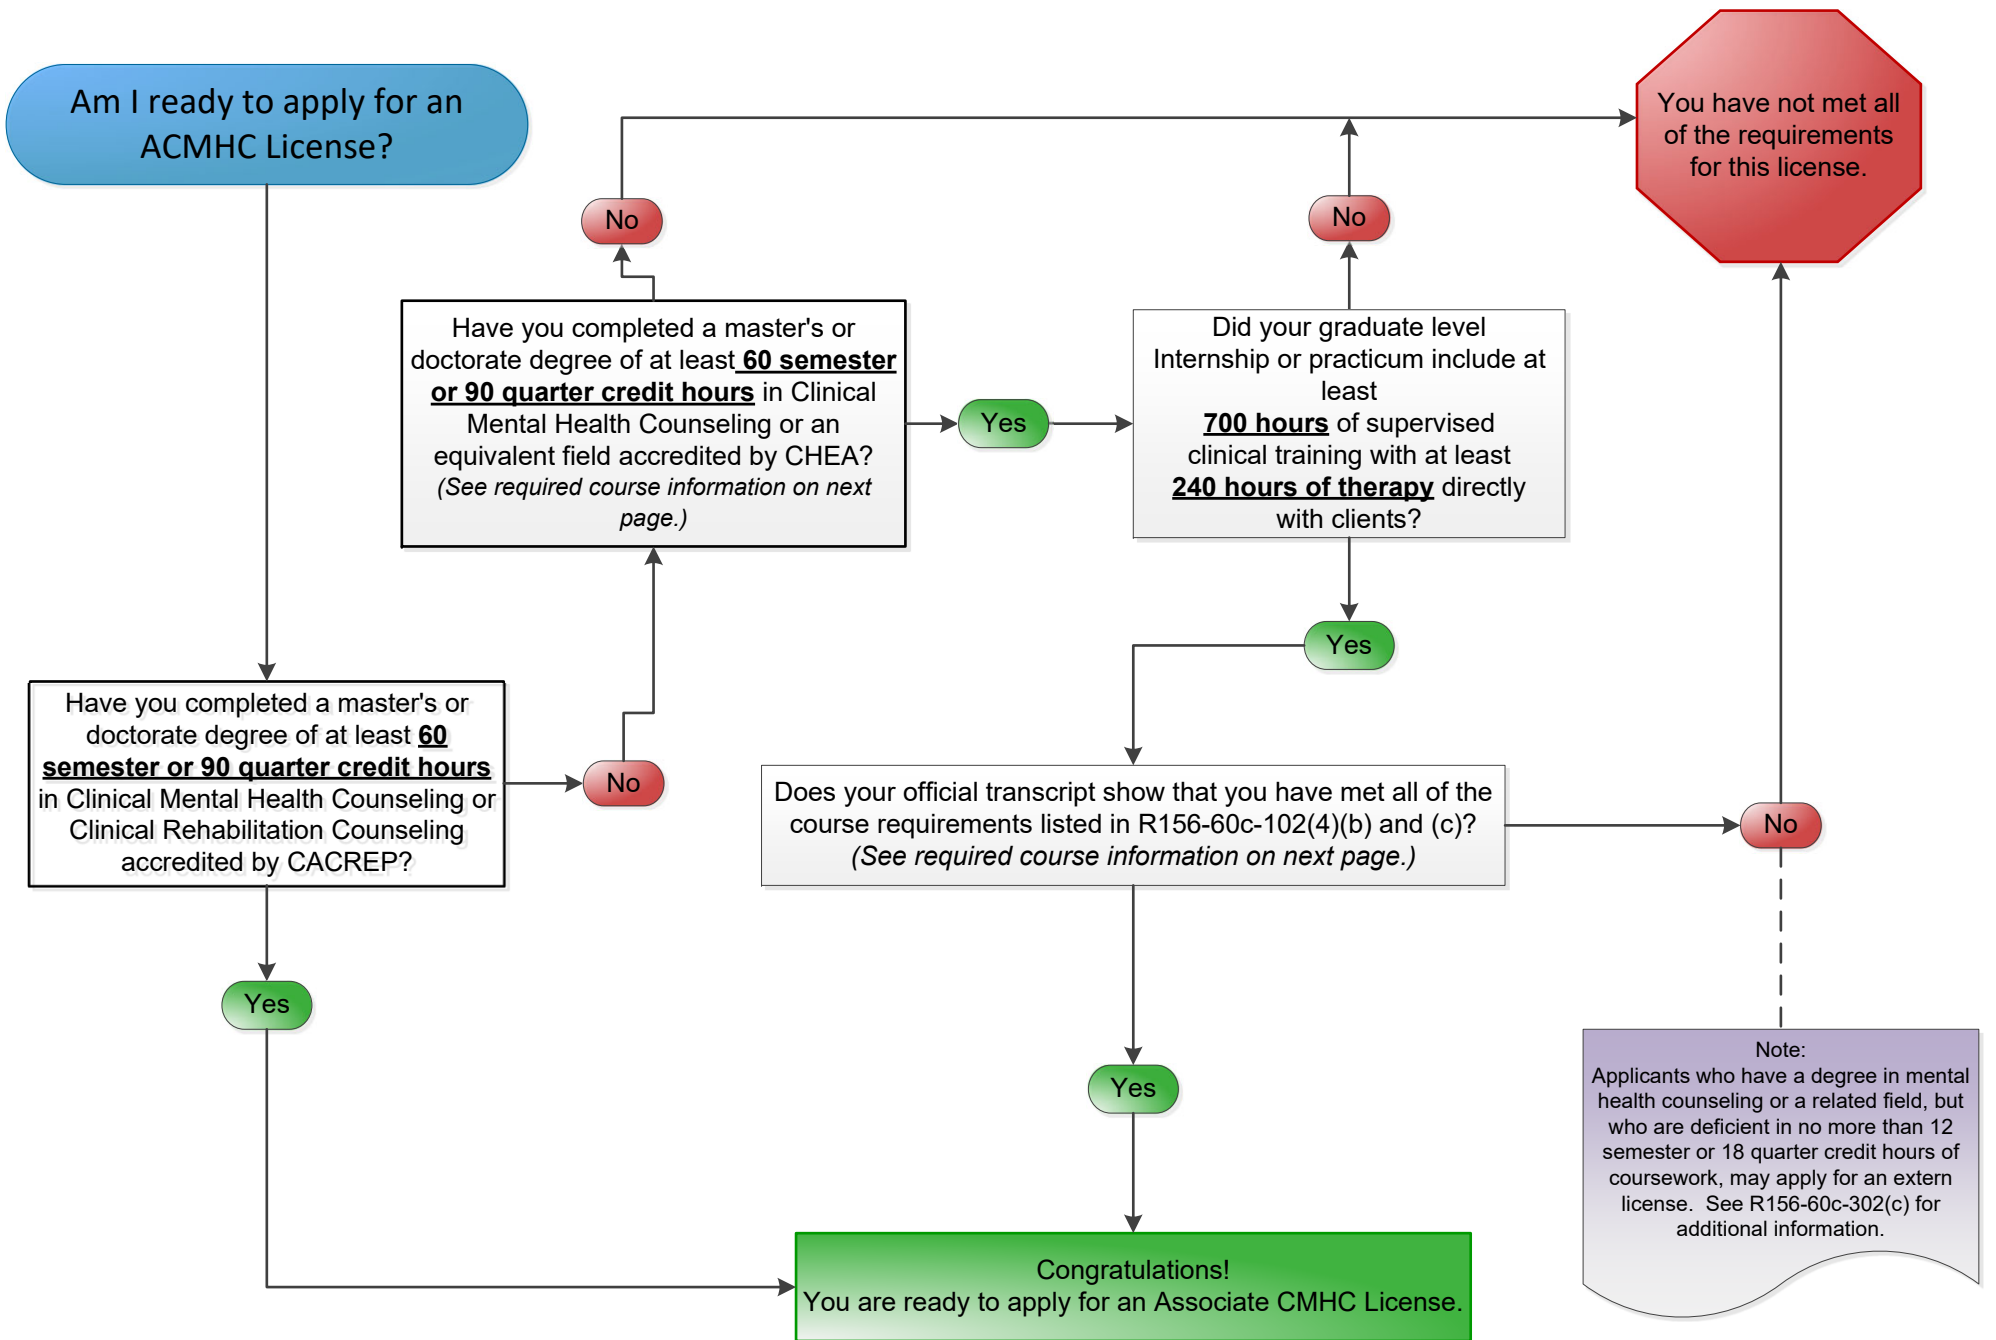 Am I ready to apply for an
ACMHC License?
You have not met all
of the requirements
for this license.
No
No
Have you completed a master's or
doctorate degree of at least 60 semester
or 90 quarter credit hours in Clinical
Mental Health Counseling or an
equivalent field accredited by CHEA?
(See required course information on next
page.)
Yes
Did your graduate level
Internship or practicum include at
least
700 hours of supervised
clinical training with at least
240 hours of therapy directly
with clients?
Yes
Have you completed a master's or
doctorate degree of at least 60
semester or 90 quarter credit hours
in Clinical Mental Health Counseling or
Clinical Rehabilitation Counseling
accredited by CACREP?
No
Does your official transcript show that you have met all of the
course requirements listed in R156-60c-102(4)(b) and (c)?
(See required course information on next page.)
No
Yes
Yes
Note:
Applicants who have a degree in mental
health counseling or a related field, but
who are deficient in no more than 12
semester or 18 quarter credit hours of
coursework, may apply for an extern
license.  See R156-60c-302(c) for
additional information.
Congratulations!
You are ready to apply for an Associate CMHC License.